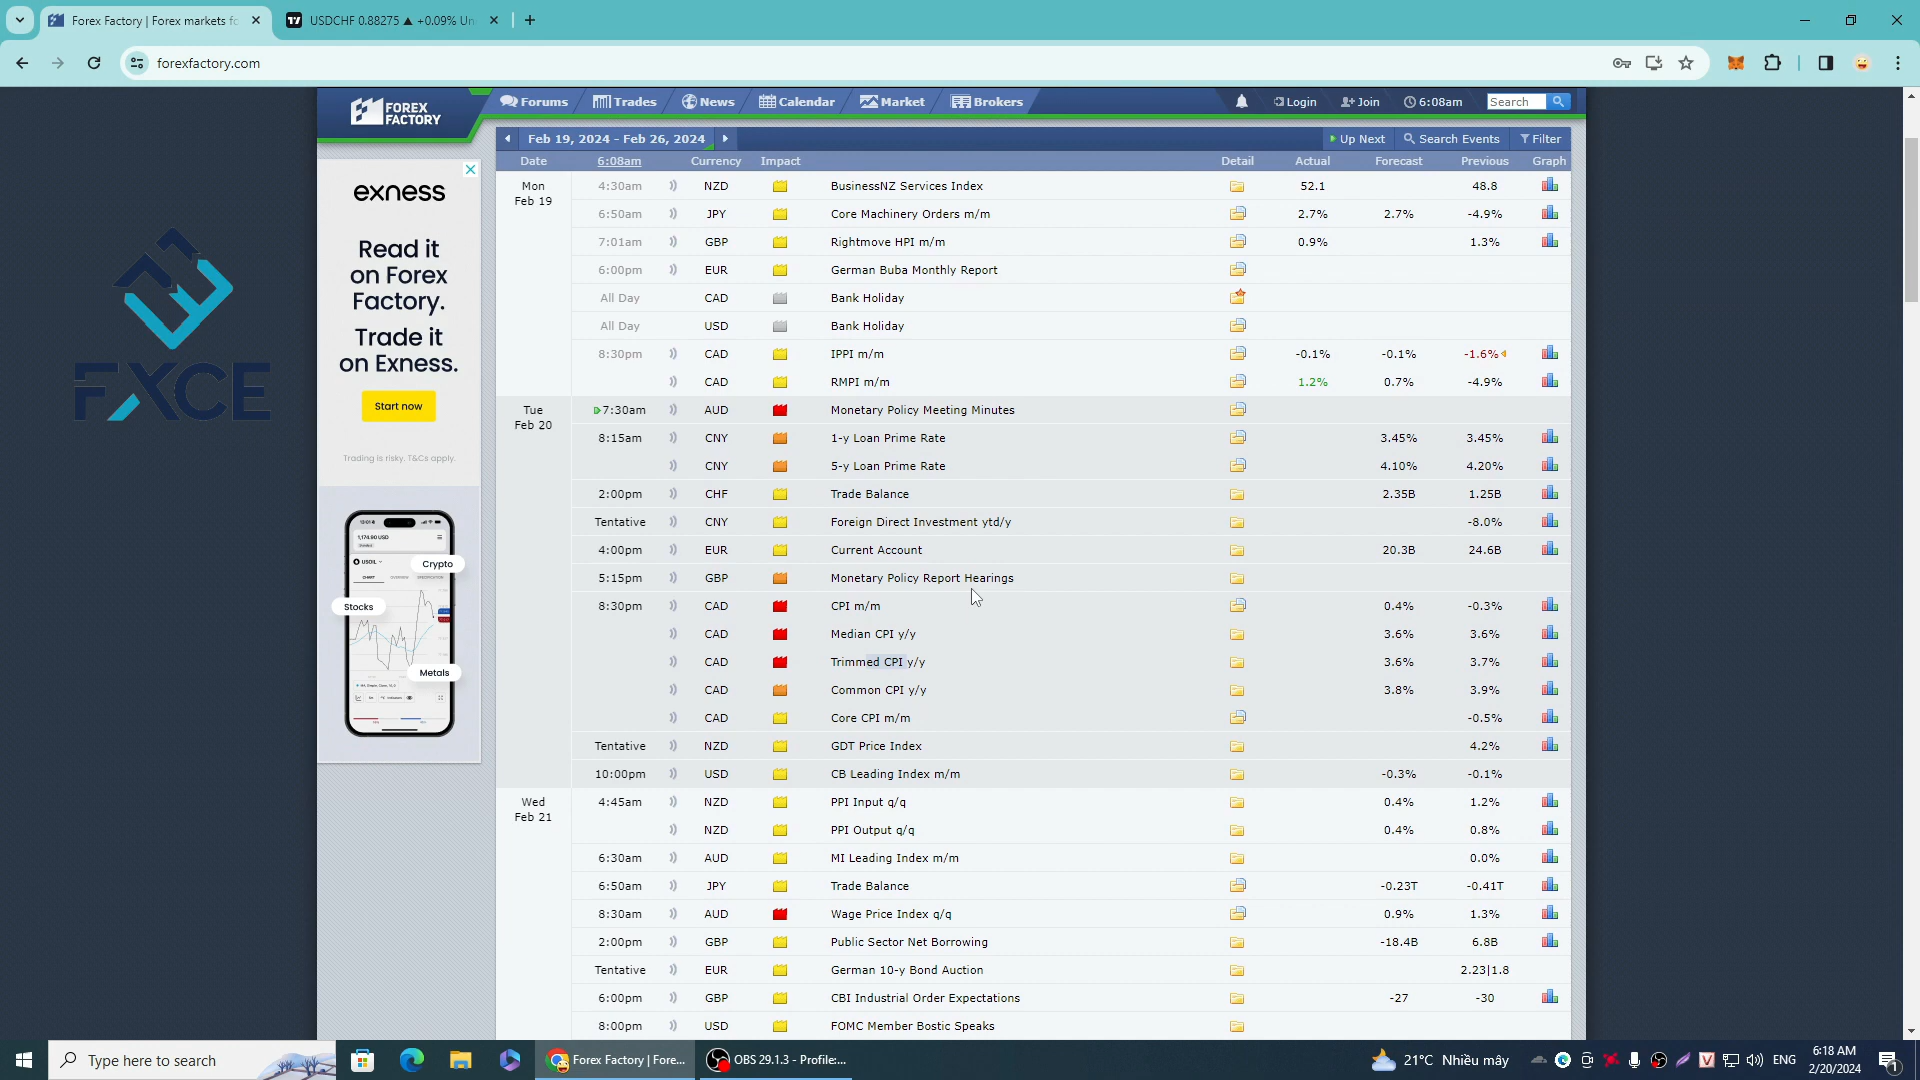 Forex Factory | Forex markets fo
USDCHF 0.88275 ▲ +0.09% Un
forexfactory.com
FOREX FACTORY
Forums Trades News Calendar Market Brokers Login Join 6:08am Search
Feb 19, 2024 - Feb 26, 2024 Up Next Search Events Filter
Date 6:08am Currency Impact Detail Actual Forecast Previous Graph
Mon Feb 19 4:30am NZD BusinessNZ Services Index 52.1 48.8
6:50am JPY Core Machinery Orders m/m 2.7% 2.7% -4.9%
7:01am GBP Rightmove HPI m/m 0.9% 1.3%
6:00pm EUR German Buba Monthly Report
All Day CAD Bank Holiday
All Day USD Bank Holiday
8:30pm CAD IPPI m/m -0.1% -0.1% -1.6%
CAD RMPI m/m 1.2% 0.7% -4.9%
Tue Feb 20 7:30am AUD Monetary Policy Meeting Minutes
8:15am CNY 1-y Loan Prime Rate 3.45% 3.45%
CNY 5-y Loan Prime Rate 4.10% 4.20%
2:00pm CHF Trade Balance 2.35B 1.25B
Tentative CNY Foreign Direct Investment ytd/y -8.0%
4:00pm EUR Current Account 20.3B 24.6B
5:15pm GBP Monetary Policy Report Hearings
8:30pm CAD CPI m/m 0.4% -0.3%
CAD Median CPI y/y 3.6% 3.6%
CAD Trimmed CPI y/y 3.6% 3.7%
CAD Common CPI y/y 3.8% 3.9%
CAD Core CPI m/m -0.5%
Tentative NZD GDT Price Index 4.2%
10:00pm USD CB Leading Index m/m -0.3% -0.1%
Wed Feb 21 4:45am NZD PPI Input q/q 0.4% 1.2%
NZD PPI Output q/q 0.4% 0.8%
6:30am AUD MI Leading Index m/m 0.0%
6:50am JPY Trade Balance -0.23T -0.41T
8:30am AUD Wage Price Index q/q 0.9% 1.3%
2:00pm GBP Public Sector Net Borrowing -18.4B 6.8B
Tentative EUR German 10-y Bond Auction 2.23|1.8
6:00pm GBP CBI Industrial Order Expectations -27 -30
8:00pm USD FOMC Member Bostic Speaks
FXCE
exness
Read it
on Forex
Factory.
Trade it
on Exness.
Start now
Trading is risky. T&Cs apply.
1,174.90 USD
USOIL
Crypto
Stocks
Metals
Type here to search
Forex Factory | Fore...
OBS 29.1.3 - Profile:...
21°C Nhiều mây
ENG
6:18 AM
2/20/2024
1